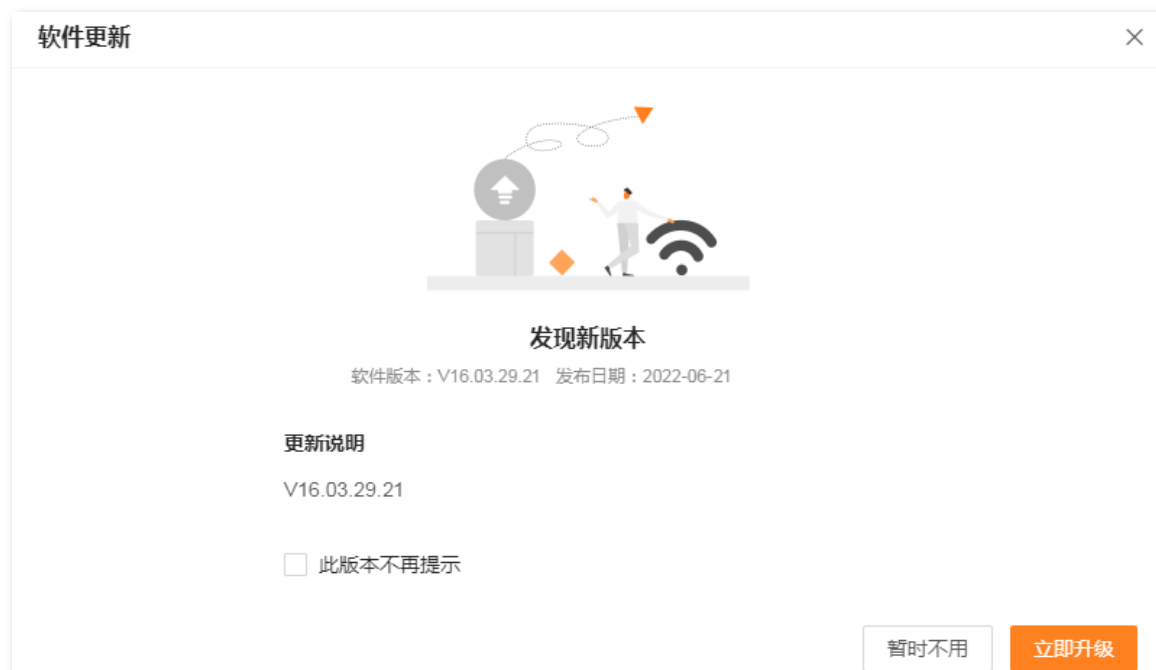 软件更新
发现新版本
软件版本：V16.03.29.21 发布日期：2022-06-21
更新说明
V16.03.29.21
此版本不再提示
暂时不用 立即升级